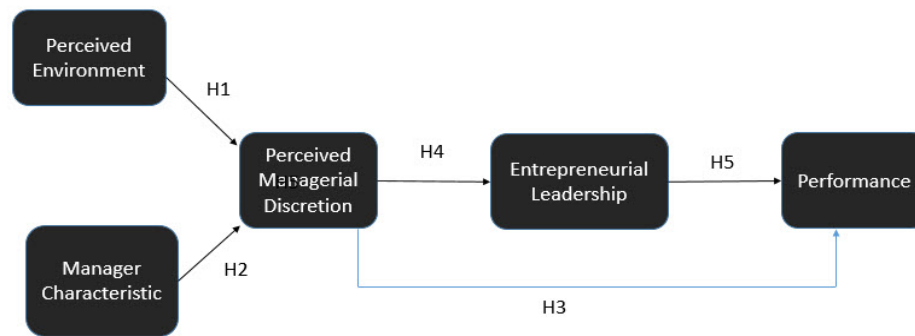 Perceived
Environment
H1
Perceived
Managerial
Discretion
H4
Entrepreneurial
Leadership
H5
Performance
Manager
Characteristic
H2
H3